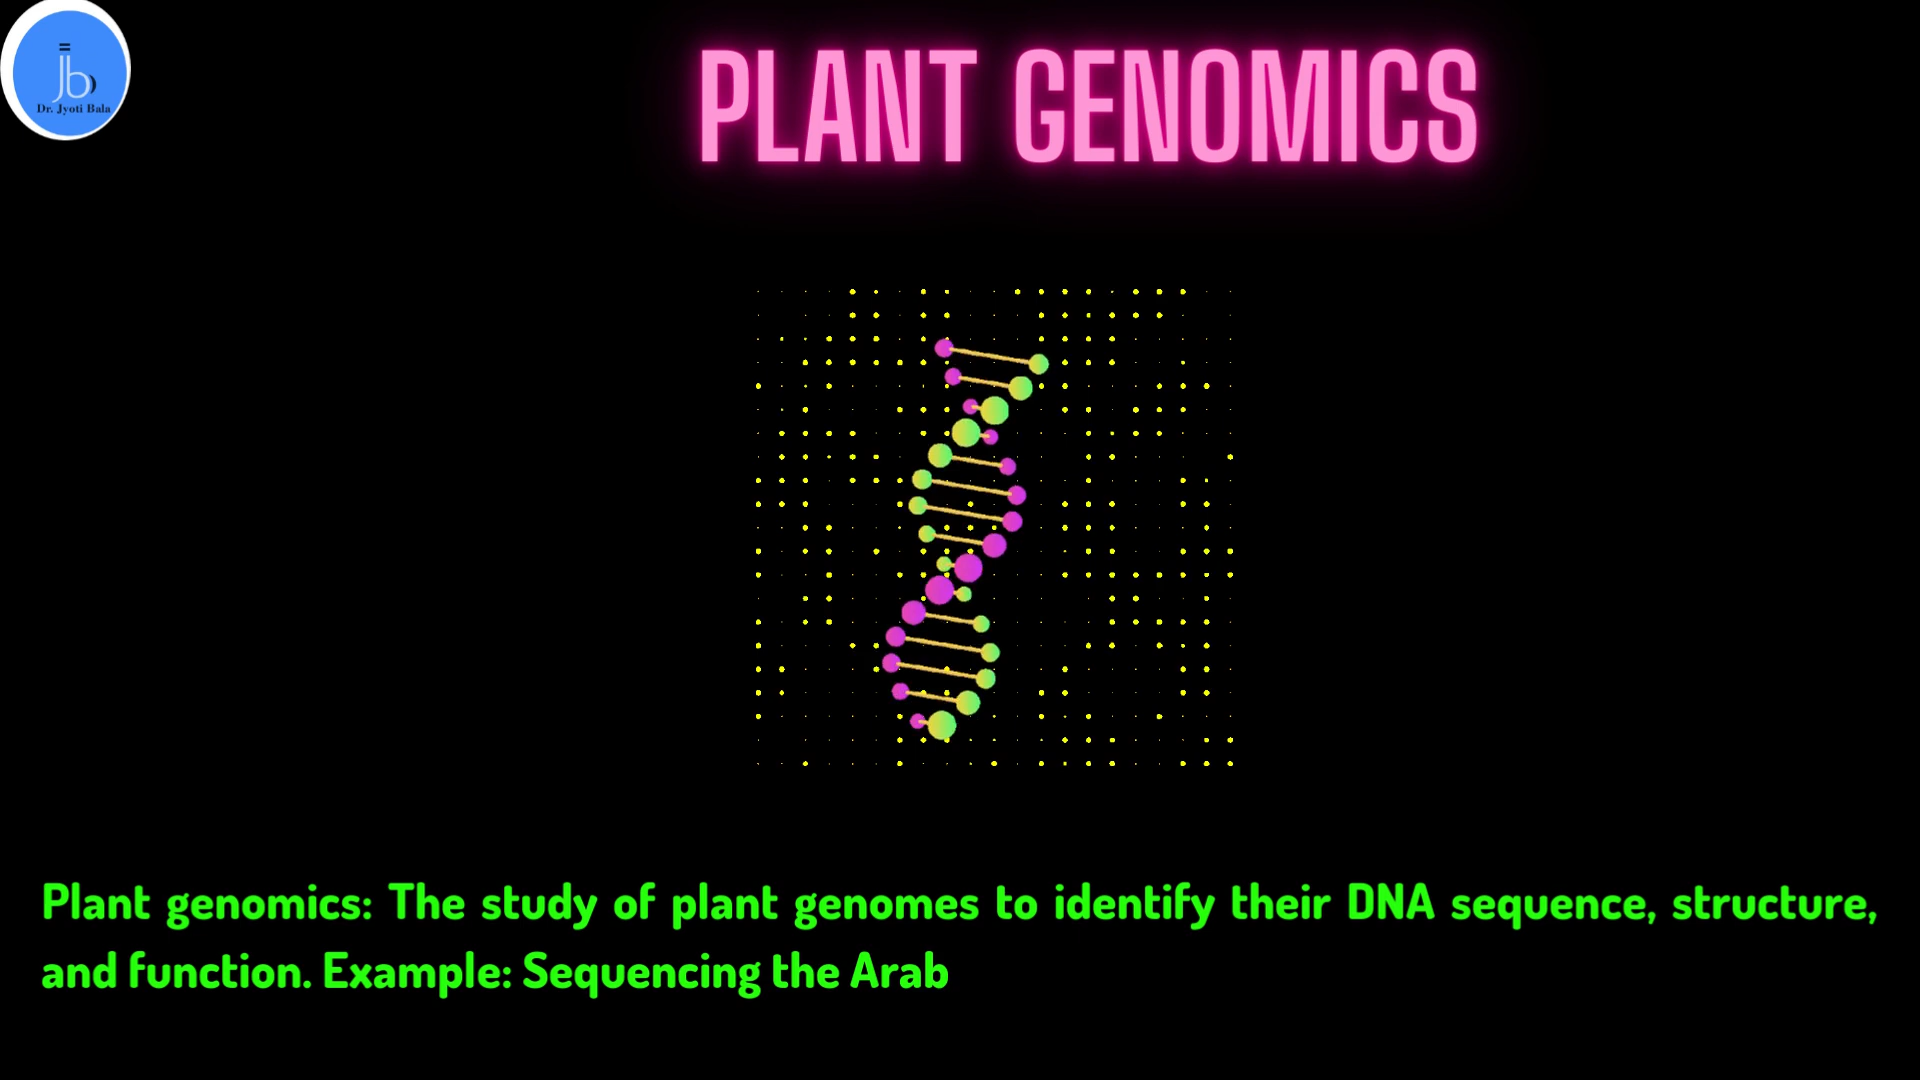 Dr. Jyoti Bala
PLANT GENOMICS
Plant genomics: The study of plant genomes to identify their DNA sequence, structure,
and function. Example: Sequencing the Arab